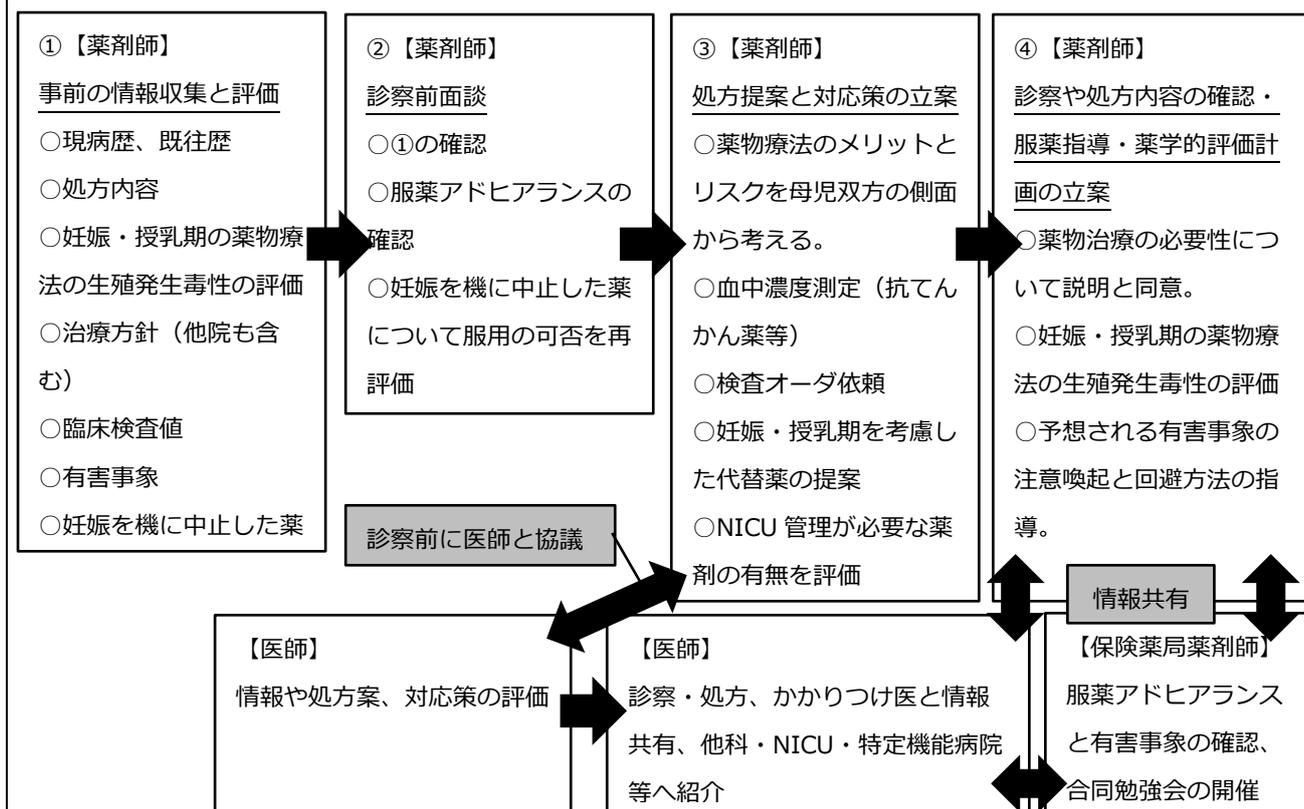 ①【薬剤師】
事前の情報収集と評価
○現病歴、既往歴
○処方内容
○妊娠・授乳期の薬物療
法の生殖発生毒性の評価
○治療方針（他院も含
む）
○臨床検査値
○有害事象
○妊娠を機に中止した薬
②【薬剤師】
診察前面談
○①の確認
○服薬アドヒアランスの
確認
○妊娠を機に中止した薬
について服用の可否を再
評価
③【薬剤師】
処方提案と対応策の立案
○薬物療法のメリットと
リスクを母児双方の側面
から考える。
○血中濃度測定（抗てん
かん薬等）
○検査オーダ依頼
○妊娠・授乳期を考慮し
た代替薬の提案
○NICU 管理が必要な薬
剤の有無を評価
④【薬剤師】
診察や処方内容の確認・
服薬指導・薬学的評価計
画の立案
○薬物治療の必要性につ
いて説明と同意。
○妊娠・授乳期の薬物療
法の生殖発生毒性の評価
○予想される有害事象の
注意喚起と回避方法の指
導。
診察前に医師と協議
情報共有
【医師】
情報や処方案、対応策の評価
【医師】
診察・処方、かかりつけ医と情報
共有、他科・NICU・特定機能病院
等へ紹介
【保険薬局薬剤師】
服薬アドヒアランス
と有害事象の確認、
合同勉強会の開催